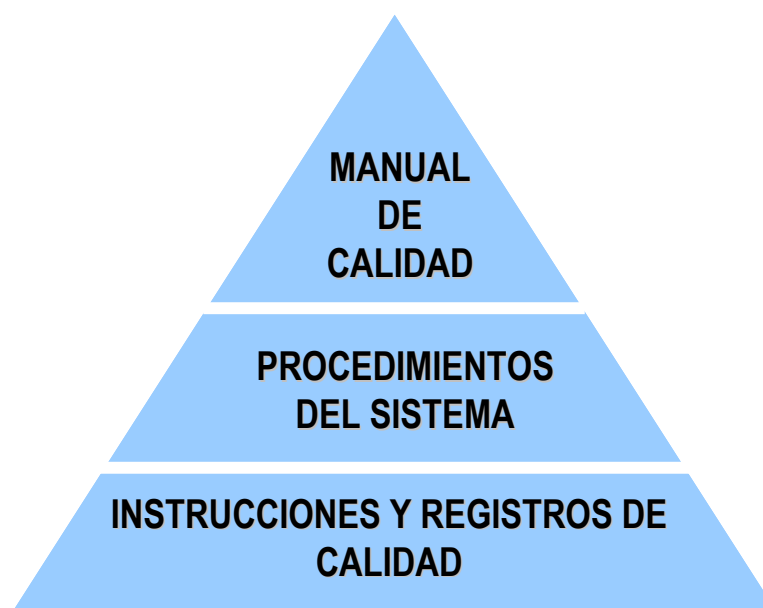 MANUAL
DE
CALIDAD
PROCEDIMIENTOS
DEL SISTEMA
INSTRUCCIONES Y REGISTROS DE
CALIDAD